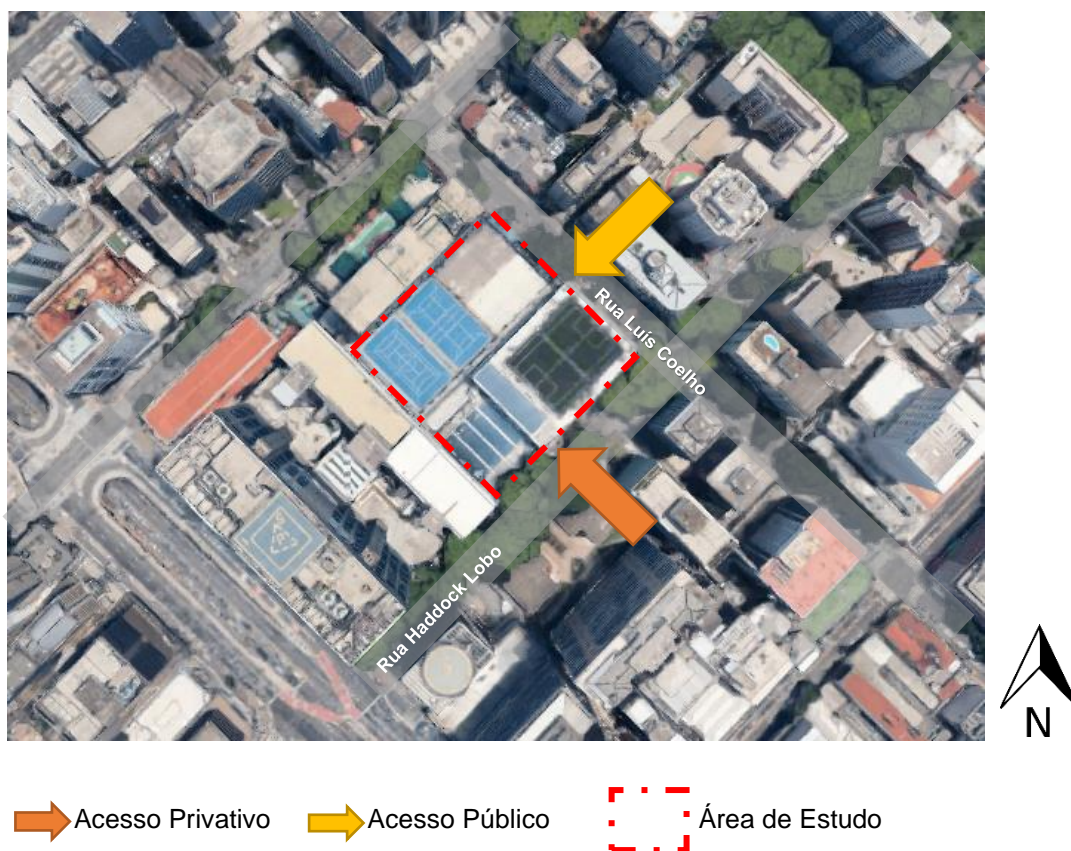 Rua Luís Coelho
Rua Haddock Lobo
N
Acesso Privativo
Acesso Público
Área de Estudo